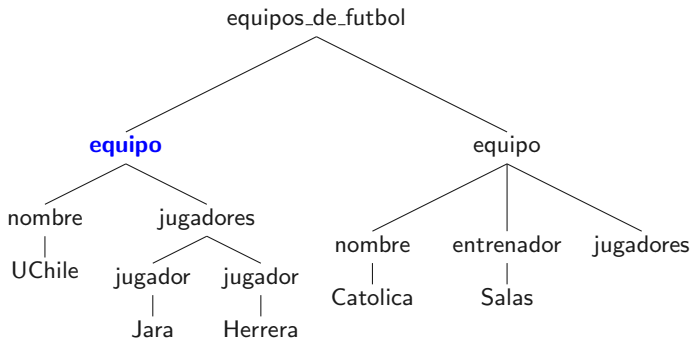 equipos_de_futbol
equipo equipo
nombre jugadores
nombre entrenador jugadores
UChile jugador jugador
Catolica Salas
Jara Herrera